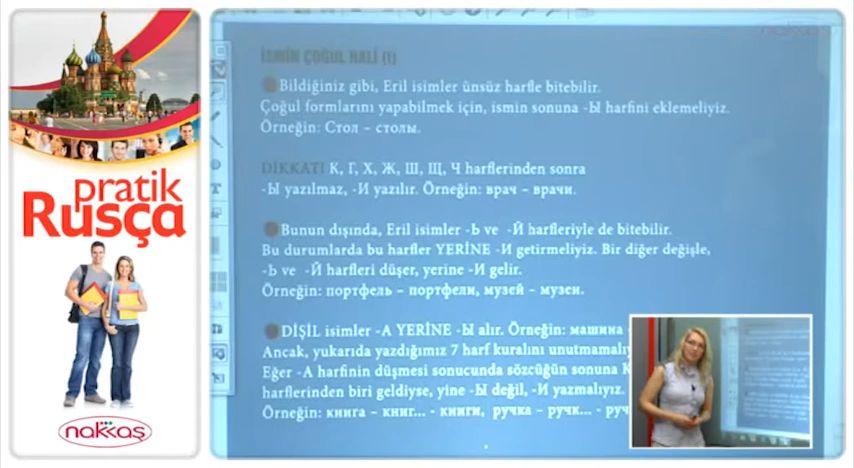 pratik
Rusça
nakkaş
nakkaş
İSMİN ÇOĞUL HALİ (I)
Bildiğiniz gibi, Eril isimler ünsüz harfle bitebilir.
Çoğul formlarını yapabilmek için, ismin sonuna -Ы harfini eklemeliyiz.
Örneğin: Стол – столы.
DİKKAT! К, Г, Х, Ж, Ш, Щ, Ч harflerinden sonra
-Ы yazılmaz, -И yazılır. Örneğin: врач – врачи.
Bunun dışında, Eril isimler -Ь ve -Й harfleriyle de bitebilir.
Bu durumlarda bu harfler YERİNE -И getirmeliyiz. Bir diğer değişle,
-Ь ve -Й harfleri düşer, yerine -И gelir.
Örneğin: портфель – портфели, музей – музеи.
DİŞİL isimler -A YERİNE -Ы alır. Örneğin: машина
Ancak, yukarıda yazdığımız 7 harf kuralını unutmamalıy
Eğer -A harfinin düşmesi sonucunda sözcüğün sonuna К
harflerinden biri geldiyse, yine -Ы değil, -И yazmalıyız.
Örneğin: книга – книг... - книги, ручка – ручк... - руч